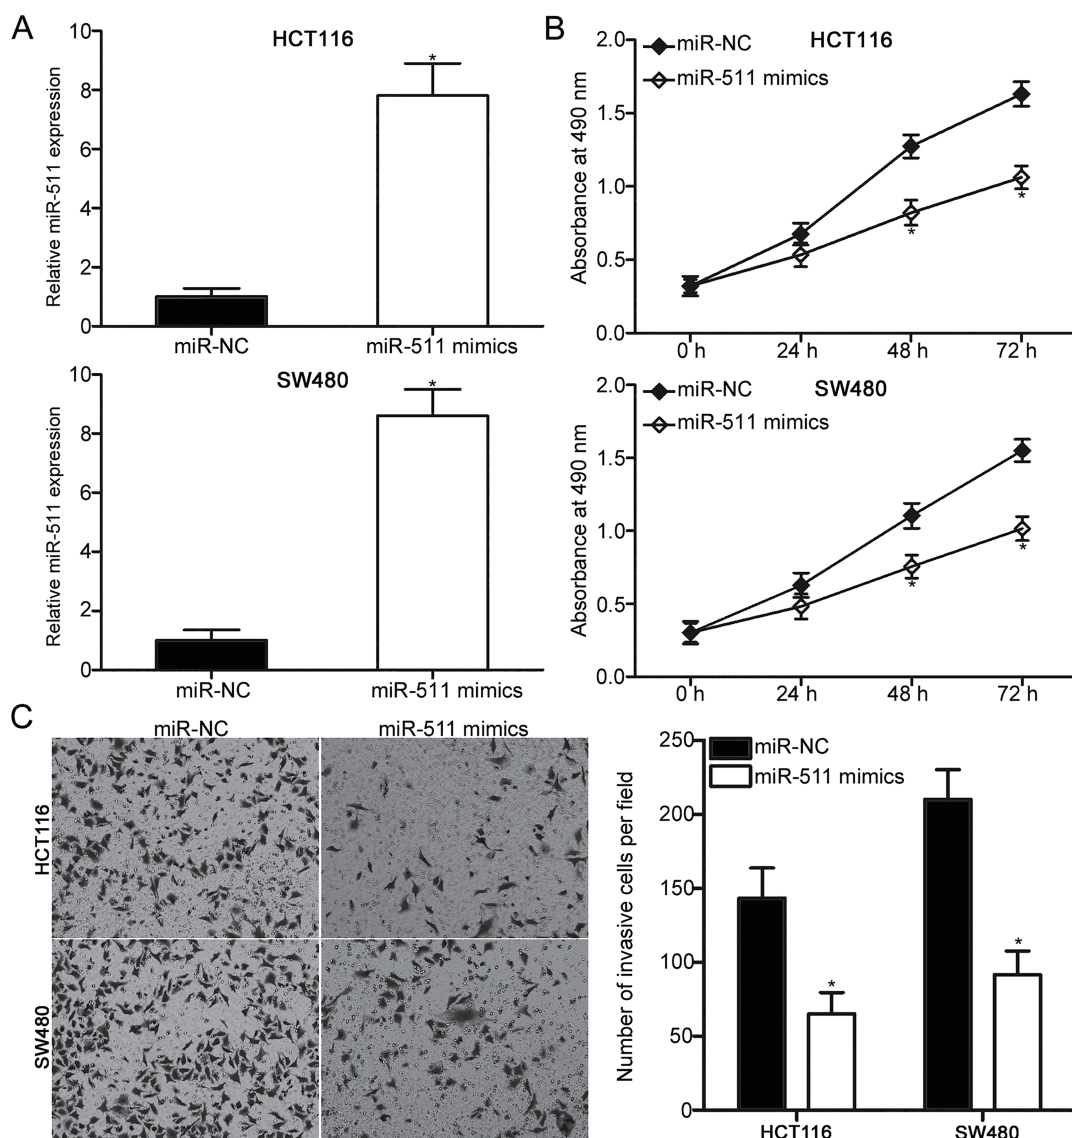 A
HCT116
Relative miR-511 expression
10
8
6
4
2
0
miR-NC
miR-511 mimics
*
SW480
Relative miR-511 expression
10
8
6
4
2
0
miR-NC
miR-511 mimics
*
B
HCT116
miR-NC
miR-511 mimics
Absorbance at 490 nm
2.0
1.5
1.0
0.5
0.0
0 h
24 h
48 h
72 h
*
*
SW480
miR-NC
miR-511 mimics
Absorbance at 490 nm
2.0
1.5
1.0
0.5
0.0
0 h
24 h
48 h
72 h
*
*
C
miR-NC
miR-511 mimics
HCT116
SW480
miR-NC
miR-511 mimics
Number of invasive cells per field
250
200
150
100
50
0
*
*
HCT116
SW480